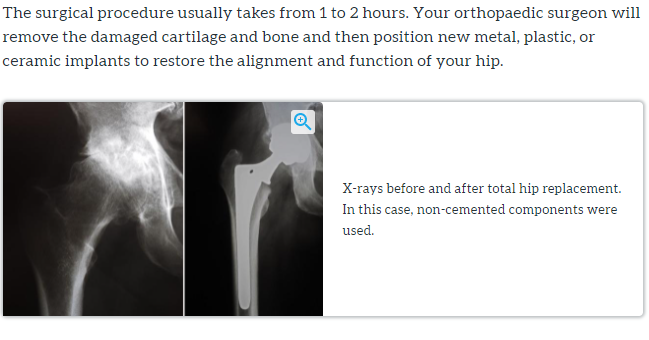 The surgical procedure usually takes from 1 to 2 hours. Your orthopaedic surgeon will
remove the damaged cartilage and bone and then position new metal, plastic, or
ceramic implants to restore the alignment and function of your hip.
X-rays before and after total hip replacement.
In this case, non-cemented components were
used.